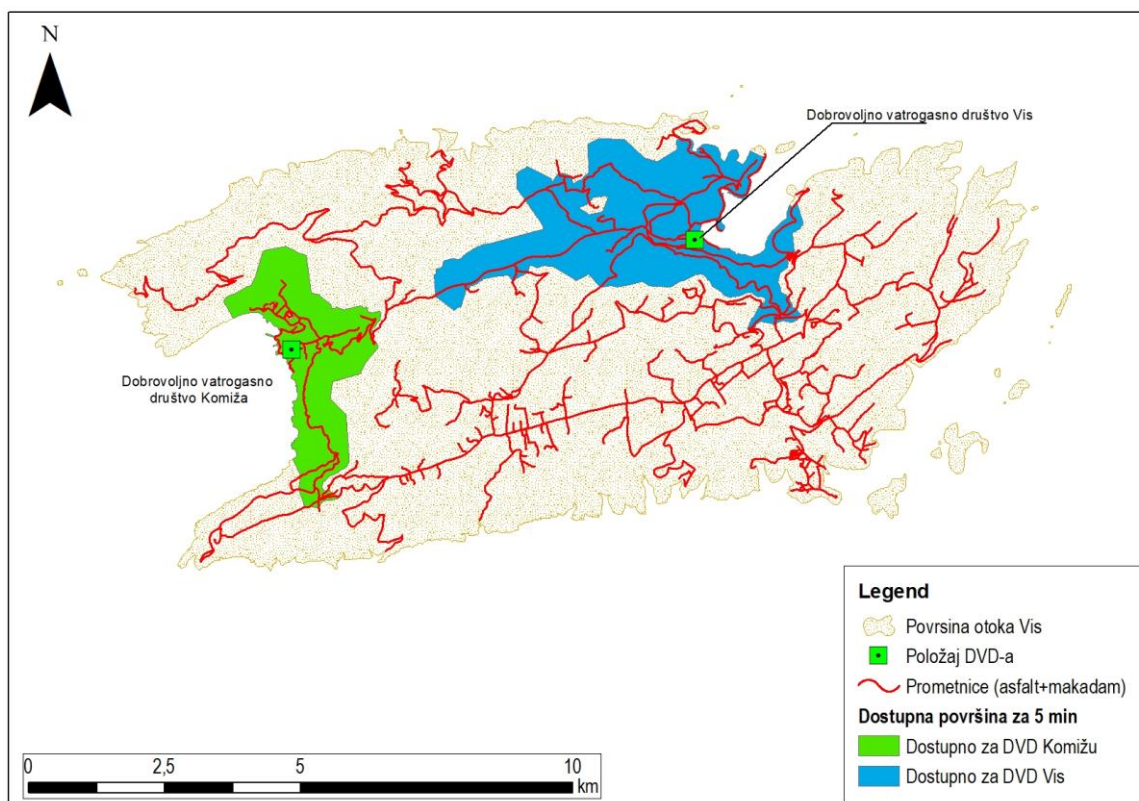 N
Dobrovoljno vatrogasno društvo Vis
Dobrovoljno vatrogasno
društvo Komiža
Legend
Povrsina otoka Vis
Položaj DVD-a
Prometnice (asfalt+makadam)
Dostupna površina za 5 min
Dostupno za DVD Komižu
Dostupno za DVD Vis
0 2,5 5 10
km